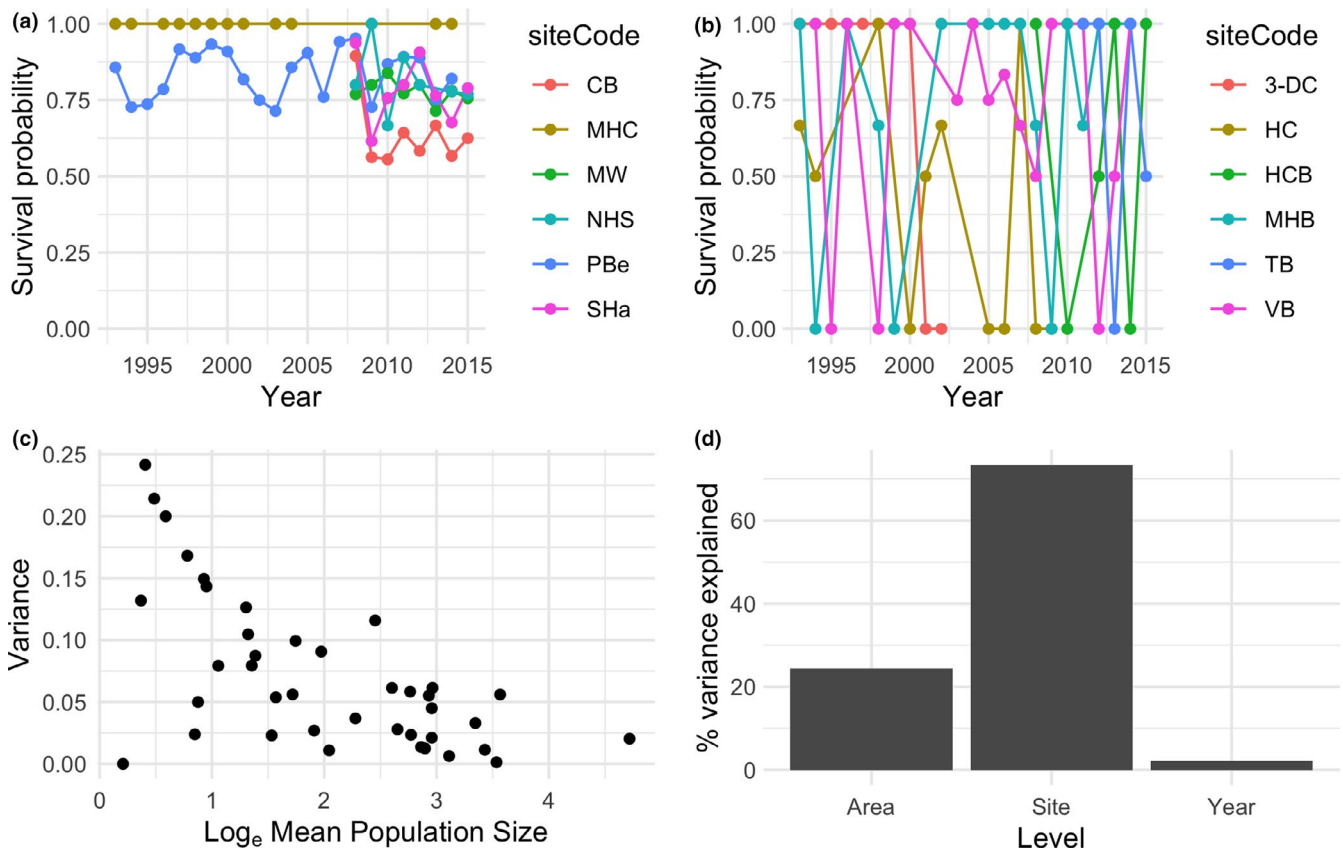 (a)
1.00
0.75
0.50
0.25
0.00
Survival probability
1995 2000 2005 2010 2015
Year
siteCode
CB
MHC
MW
NHS
PBe
SHa
(b)
1.00
0.75
0.50
0.25
0.00
Survival probability
1995 2000 2005 2010 2015
Year
siteCode
3-DC
HC
HCB
MHB
TB
VB
(c)
0.25
0.20
0.15
0.10
0.05
0.00
Variance
0 1 2 3 4
Logₑ Mean Population Size
(d)
60
40
20
0
% variance explained
Area Site Year
Level